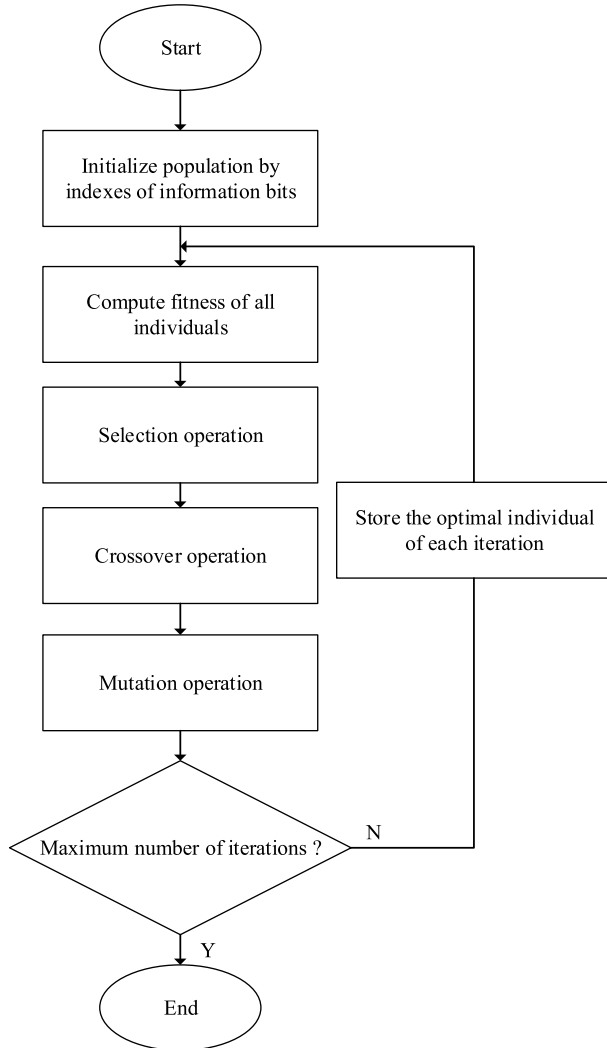 Start
Initialize population by
indexes of information bits
Compute fitness of all
individuals
Selection operation
Store the optimal individual
of each iteration
Crossover operation
Mutation operation
Maximum number of iterations ?
N
Y
End